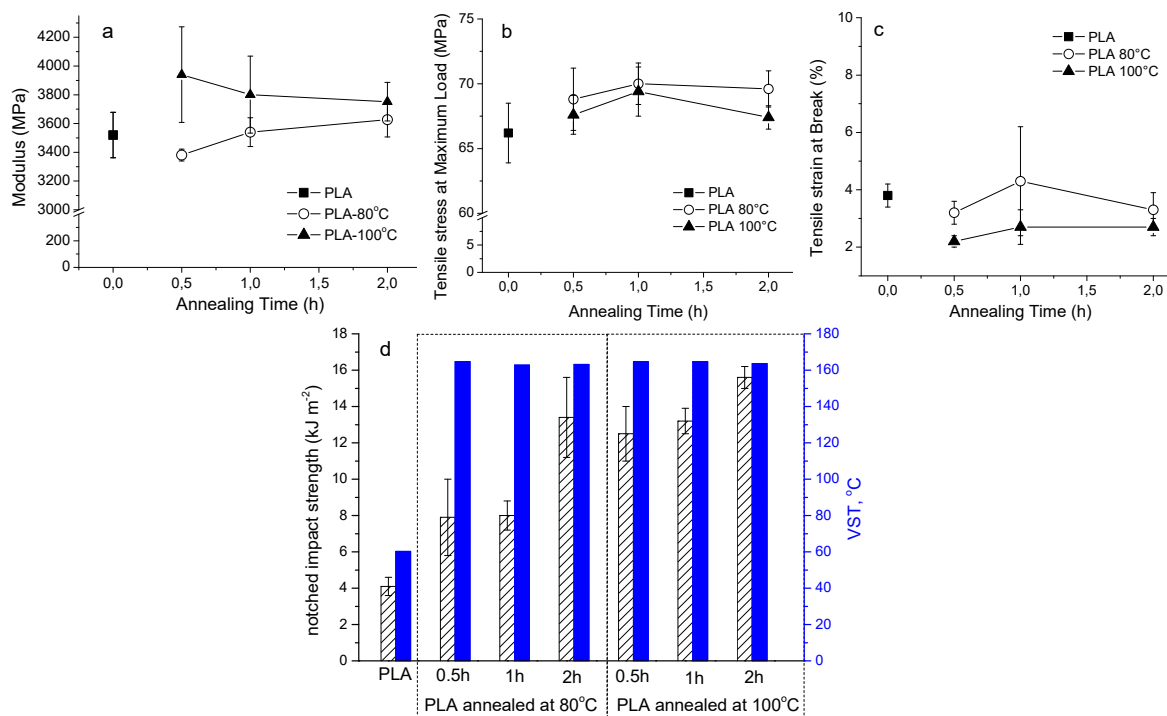 a
Modulus (MPa)
4200
4000
3800
3600
3400
3200
3000
200
0
PLA
PLA-80°C
PLA-100°C
0,0 0,5 1,0 1,5 2,0
Annealing Time (h)
b
Tensile stress at Maximum Load (MPa)
75
70
65
60
5
0
PLA
PLA 80°C
PLA 100°C
0,0 0,5 1,0 1,5 2,0
Annealing Time (h)
c
Tensile strain at Break (%)
10
8
6
4
2
PLA
PLA 80°C
PLA 100°C
0,0 0,5 1,0 1,5 2,0
Annealing Time (h)
d
notched impact strength (kJ m-2)
18
16
14
12
10
8
6
4
2
0
180
160
140
120
100
80
60
40
20
0
VST, °C
PLA 0.5h 1h 2h 0.5h 1h 2h
PLA annealed at 80°C PLA annealed at 100°C